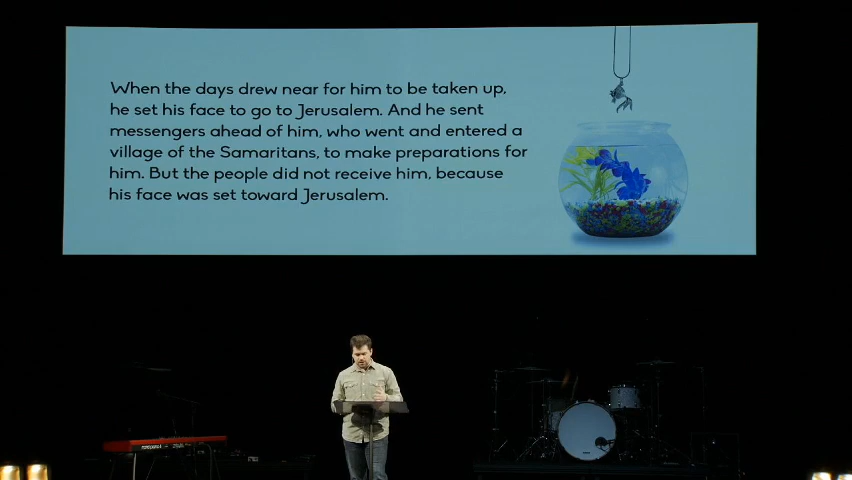 When the days drew near for him to be taken up,
he set his face to go to Jerusalem. And he sent
messengers ahead of him, who went and entered a
village of the Samaritans, to make preparations for
him. But the people did not receive him, because
his face was set toward Jerusalem.